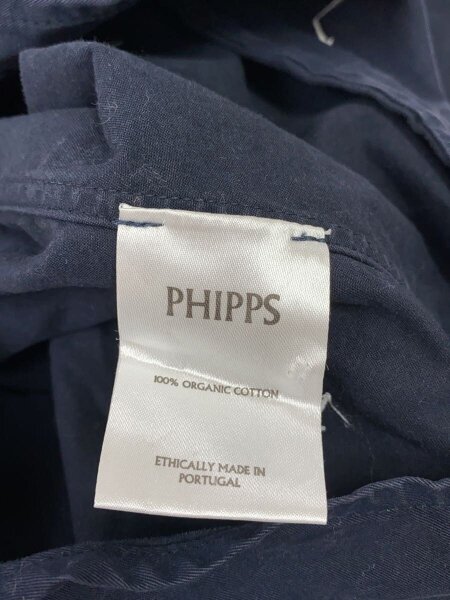 PHIPPS
100% ORGANIC COTTON
ETHICALLY MADE IN
PORTUGAL